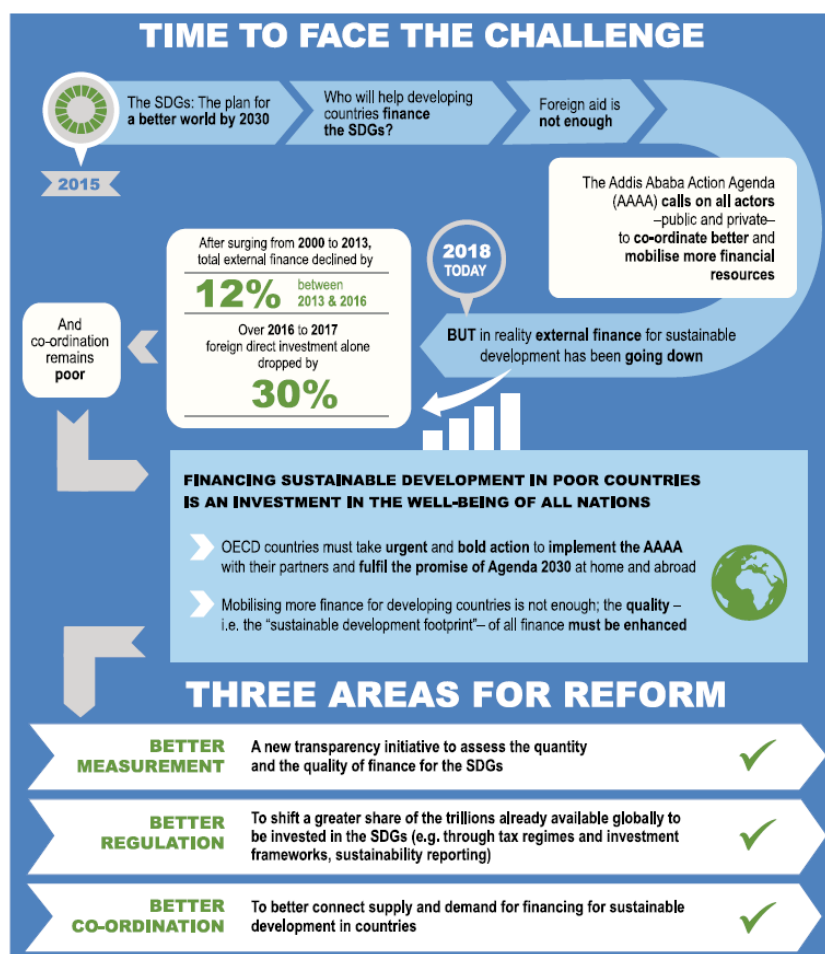 TIME TO FACE THE CHALLENGE
The SDGs: The plan for
a better world by 2030
Who will help developing
countries finance
the SDGs?
Foreign aid is
not enough
2015
The Addis Ababa Action Agenda
(AAAA) calls on all actors
–public and private–
to co-ordinate better and
mobilise more financial
resources
2018
TODAY
BUT in reality external finance for sustainable
development has been going down
After surging from 2000 to 2013,
total external finance declined by
12% between
2013 & 2016
Over 2016 to 2017
foreign direct investment alone
dropped by
30%
And
co-ordination
remains
poor
FINANCING SUSTAINABLE DEVELOPMENT IN POOR COUNTRIES
IS AN INVESTMENT IN THE WELL-BEING OF ALL NATIONS
OECD countries must take urgent and bold action to implement the AAAA
with their partners and fulfil the promise of Agenda 2030 at home and abroad
Mobilising more finance for developing countries is not enough; the quality –
i.e. the “sustainable development footprint”– of all finance must be enhanced
THREE AREAS FOR REFORM
BETTER
MEASUREMENT
A new transparency initiative to assess the quantity
and the quality of finance for the SDGs
BETTER
REGULATION
To shift a greater share of the trillions already available globally to
be invested in the SDGs (e.g. through tax regimes and investment
frameworks, sustainability reporting)
BETTER
CO-ORDINATION
To better connect supply and demand for financing for sustainable
development in countries